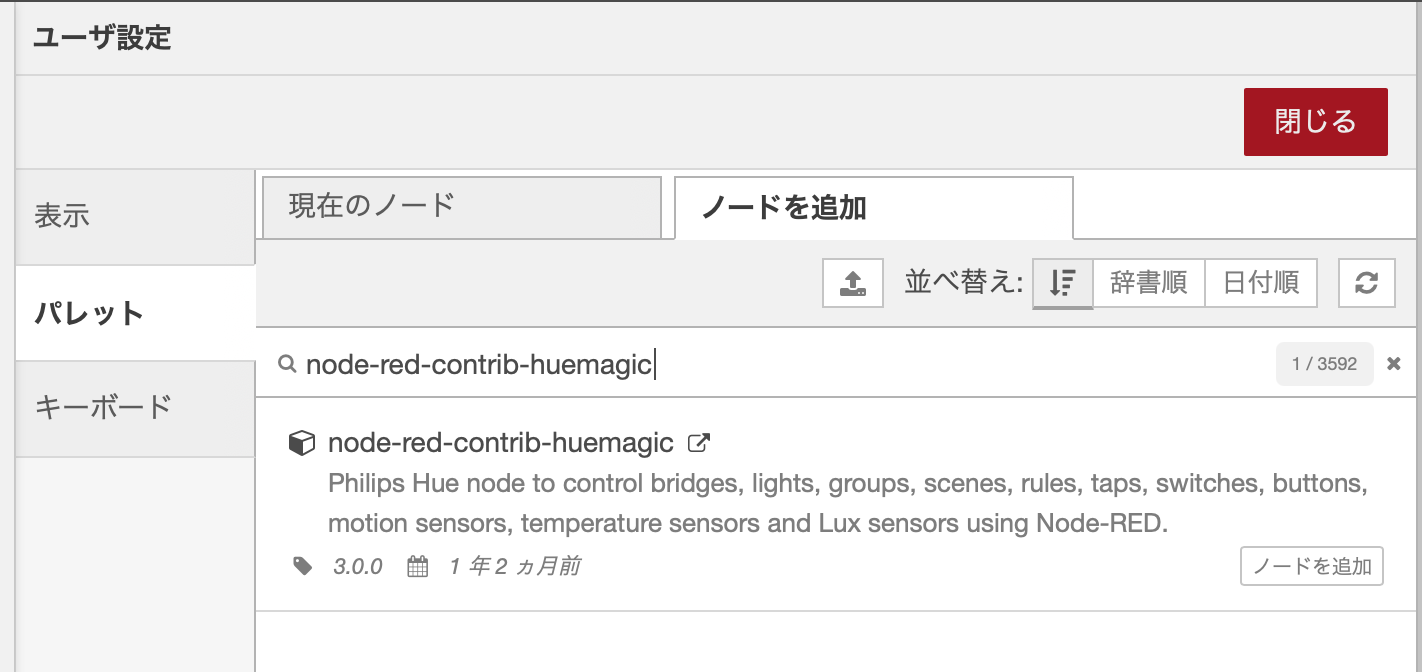 ユーザ設定
閉じる
表示
パレット
キーボード
現在のノード
ノードを追加
並べ替え:
辞書順
日付順
node-red-contrib-huemagic
1 / 3592
node-red-contrib-huemagic
Philips Hue node to control bridges, lights, groups, scenes, rules, taps, switches, buttons,
motion sensors, temperature sensors and Lux sensors using Node-RED.
3.0.0
1 年 2 ヵ月前
ノードを追加